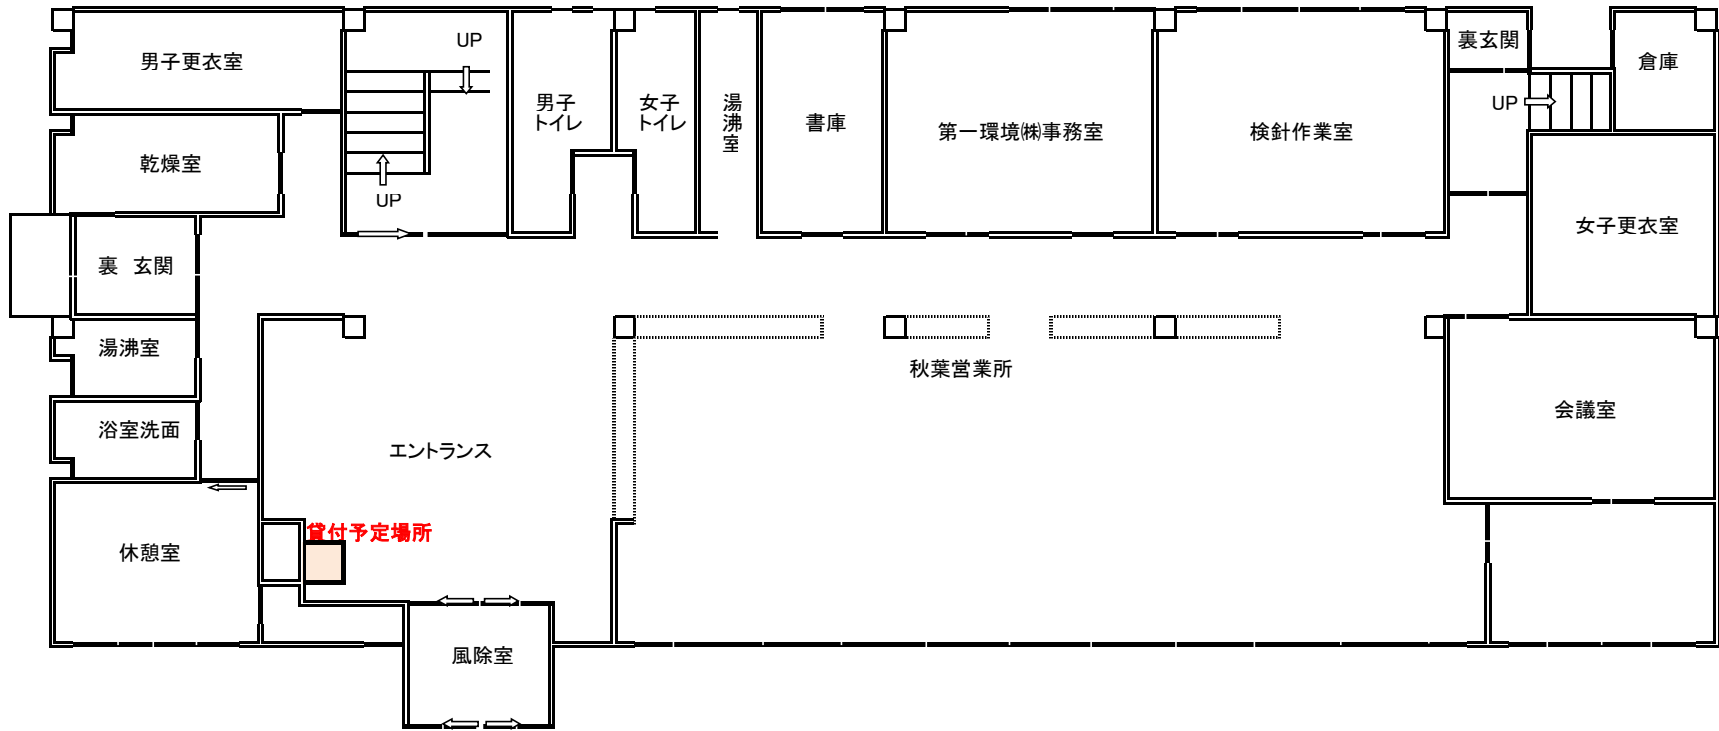 UP
裏玄関
男子更衣室
倉庫
男子
トイレ
女子
トイレ
湯沸室
書庫
第一環境㈱事務室
検針作業室
UP
乾燥室
UP
女子更衣室
裏 玄関
湯沸室
秋葉営業所
会議室
浴室洗面
エントランス
貸付予定場所
休憩室
風除室